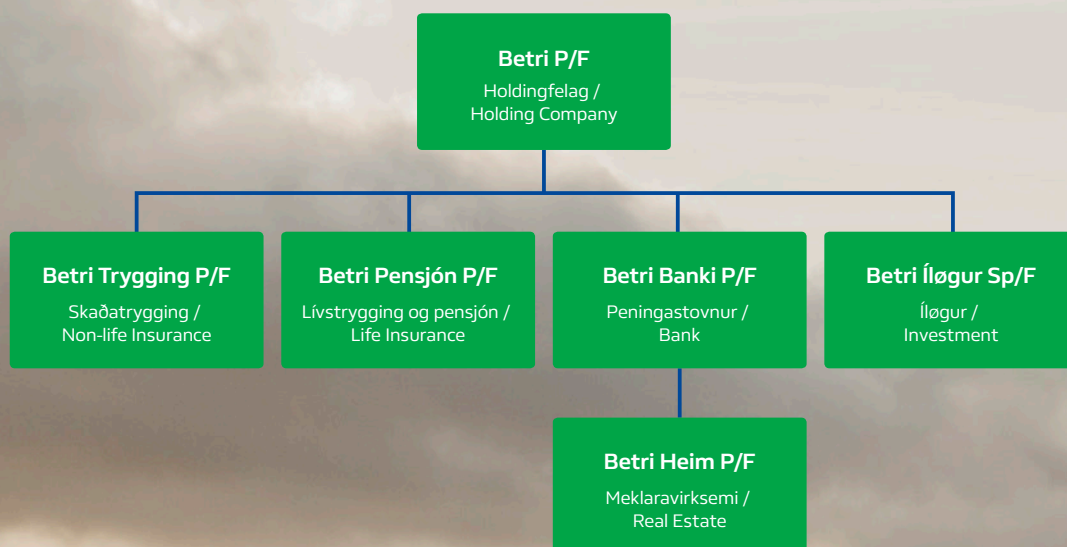 Betri P/F
Holdingfelag /
Holding Company
Betri Trygging P/F
Skaðatrygging /
Non-life Insurance
Betri Pensjón P/F
Lívstrygging og pensjón /
Life Insurance
Betri Banki P/F
Peningastovnur /
Bank
Betri Íløgur Sp/F
Íløgur /
Investment
Betri Heim P/F
Meklaravirksemi /
Real Estate